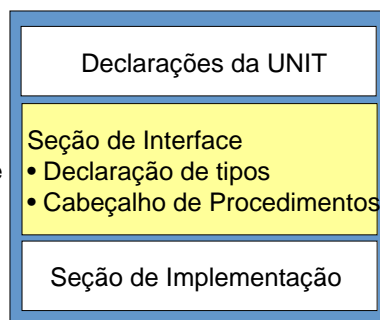 Declarações da UNIT
Seção de Interface
e
• Declaração de tipos
• Cabeçalho de Procedimentos
Seção de Implementação